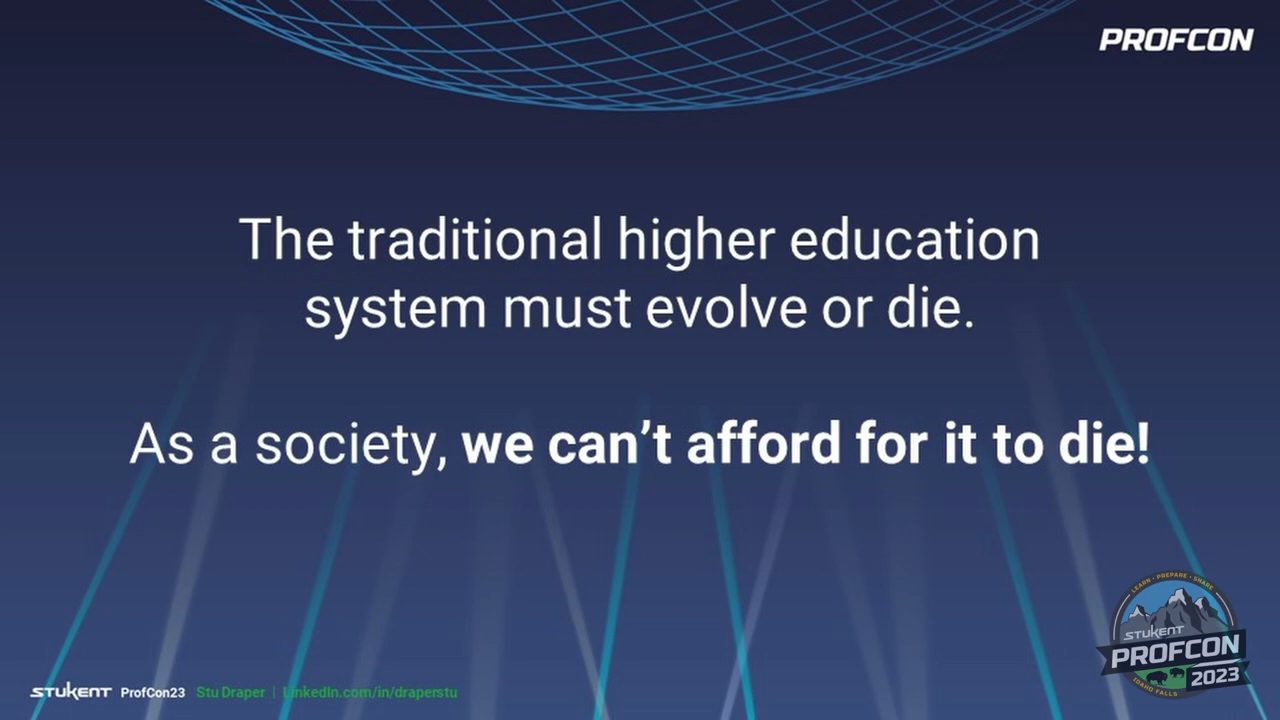 PROFCON
The traditional higher education
system must evolve or die.
As a society, we can't afford for it to die!
STUKENT ProfCon23 Stu Draper | LinkedIn.com/in/draperstu
LEARN • PREPARE • SHARE
STUKENT
PROFCON
2023
IDAHO FALLS